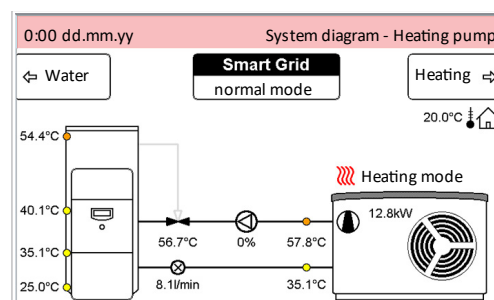 0:00 dd.mm.yy System diagram - Heating pump
⇦ Water
Smart Grid
normal mode
Heating ⇨
20.0°C
54.4°C
Heating mode
40.1°C
12.8kW
56.7°C 0% 57.8°C
35.1°C
8.1l/min 35.1°C
25.0°C